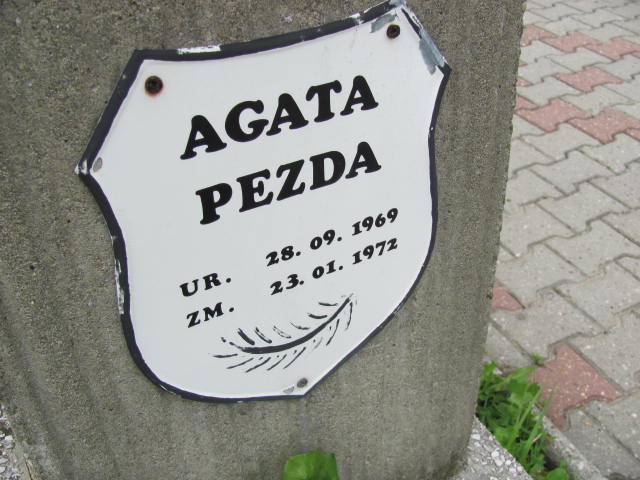 AGATA
PEZDA
UR. 28. 09. 1969
ZM. 23. 01. 1972